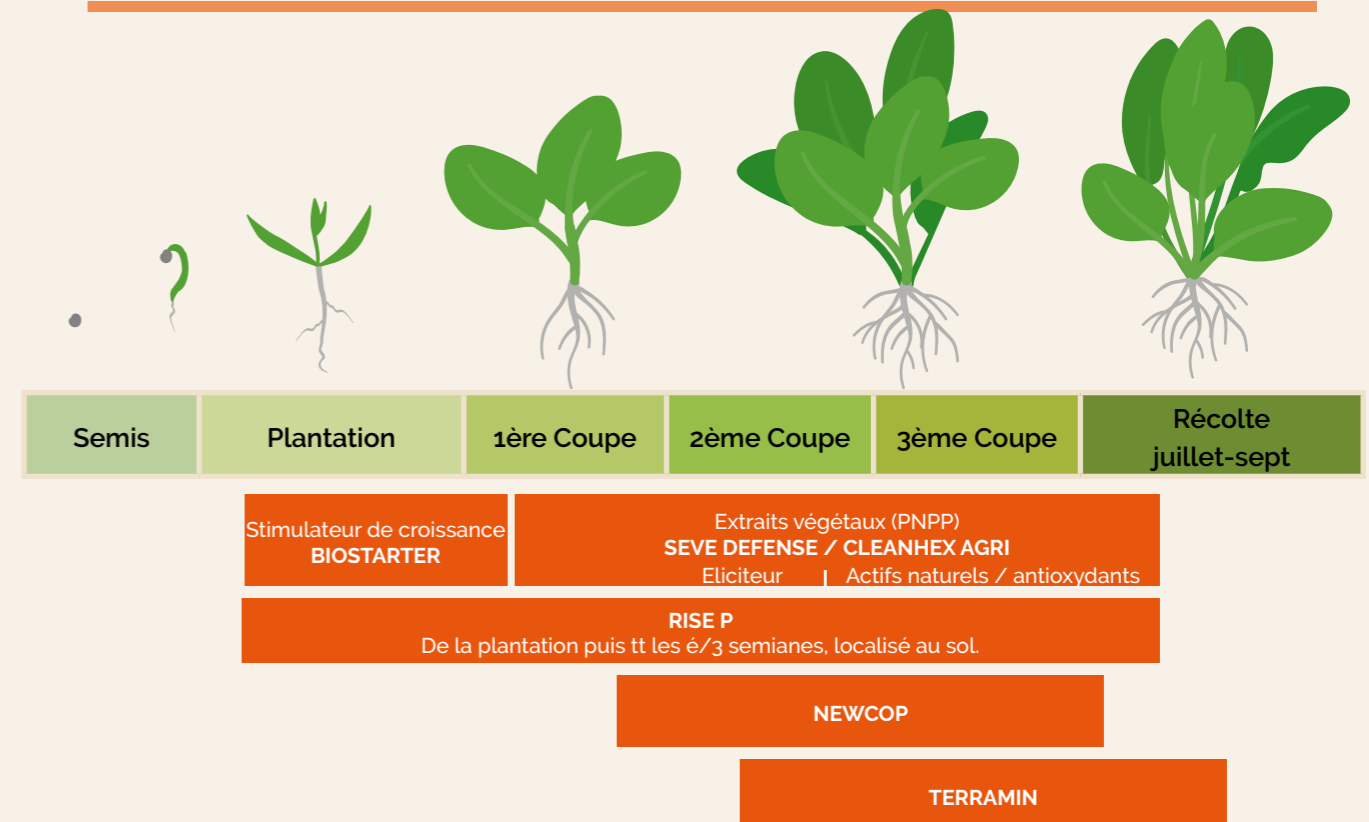 Semis
Plantation
1ère Coupe
2ème Coupe
3ème Coupe
Récolte
juillet-sept
Stimulateur de croissance
BIOSTARTER
Extraits végétaux (PNPP)
SEVE DEFENSE / CLEANHEX AGRI
Eliciteur | Actifs naturels / antioxydants
RISE P
De la plantation puis tt les é/3 semianes, localisé au sol.
NEWCOP
TERRAMIN